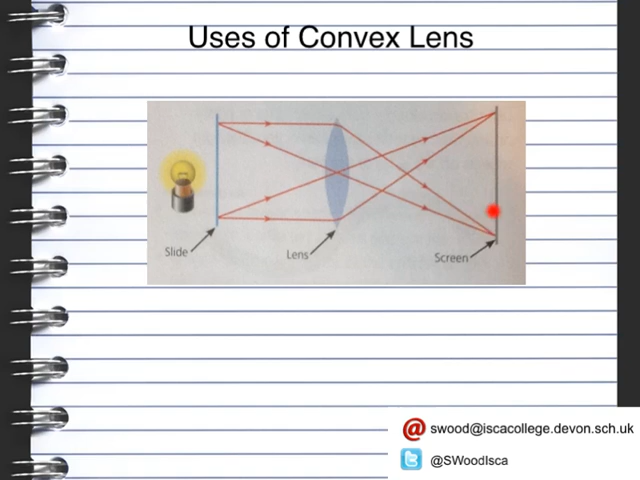 Uses of Convex Lens
Slide
Lens
Screen
swood@iscacollege.devon.sch.uk
@SWoodIsca